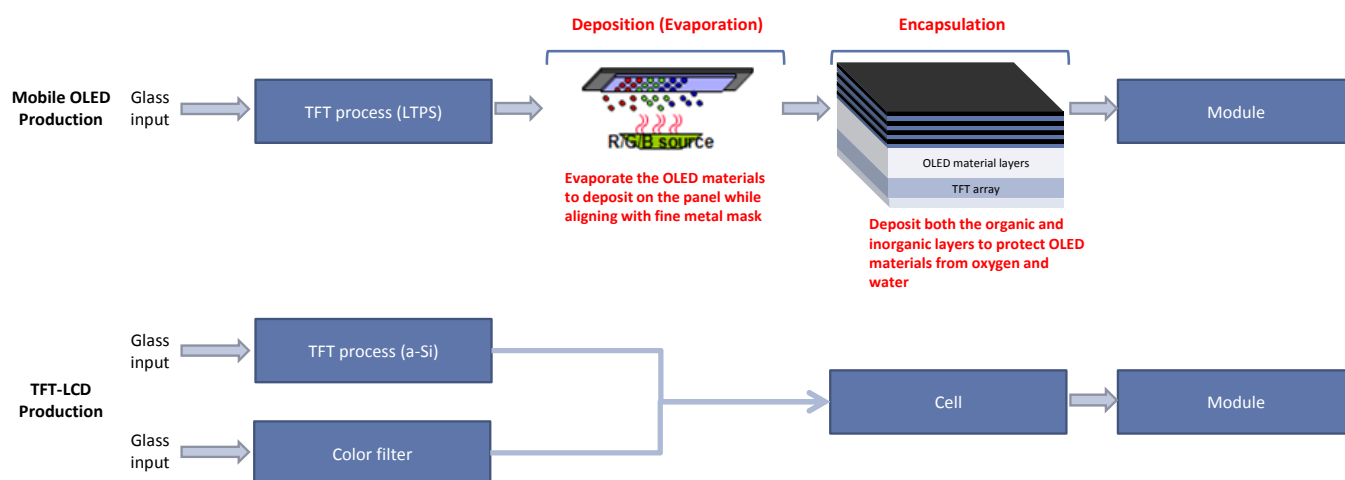 Deposition (Evaporation)
Encapsulation
Mobile OLED
Production
Glass
input
TFT process (LTPS)
R/G/B source
Evaporate the OLED materials
to deposit on the panel while
aligning with fine metal mask
OLED material layers
TFT array
Deposit both the organic and
inorganic layers to protect OLED
materials from oxygen and
water
Module
TFT-LCD
Production
Glass
input
TFT process (a-Si)
Glass
input
Color filter
Cell
Module